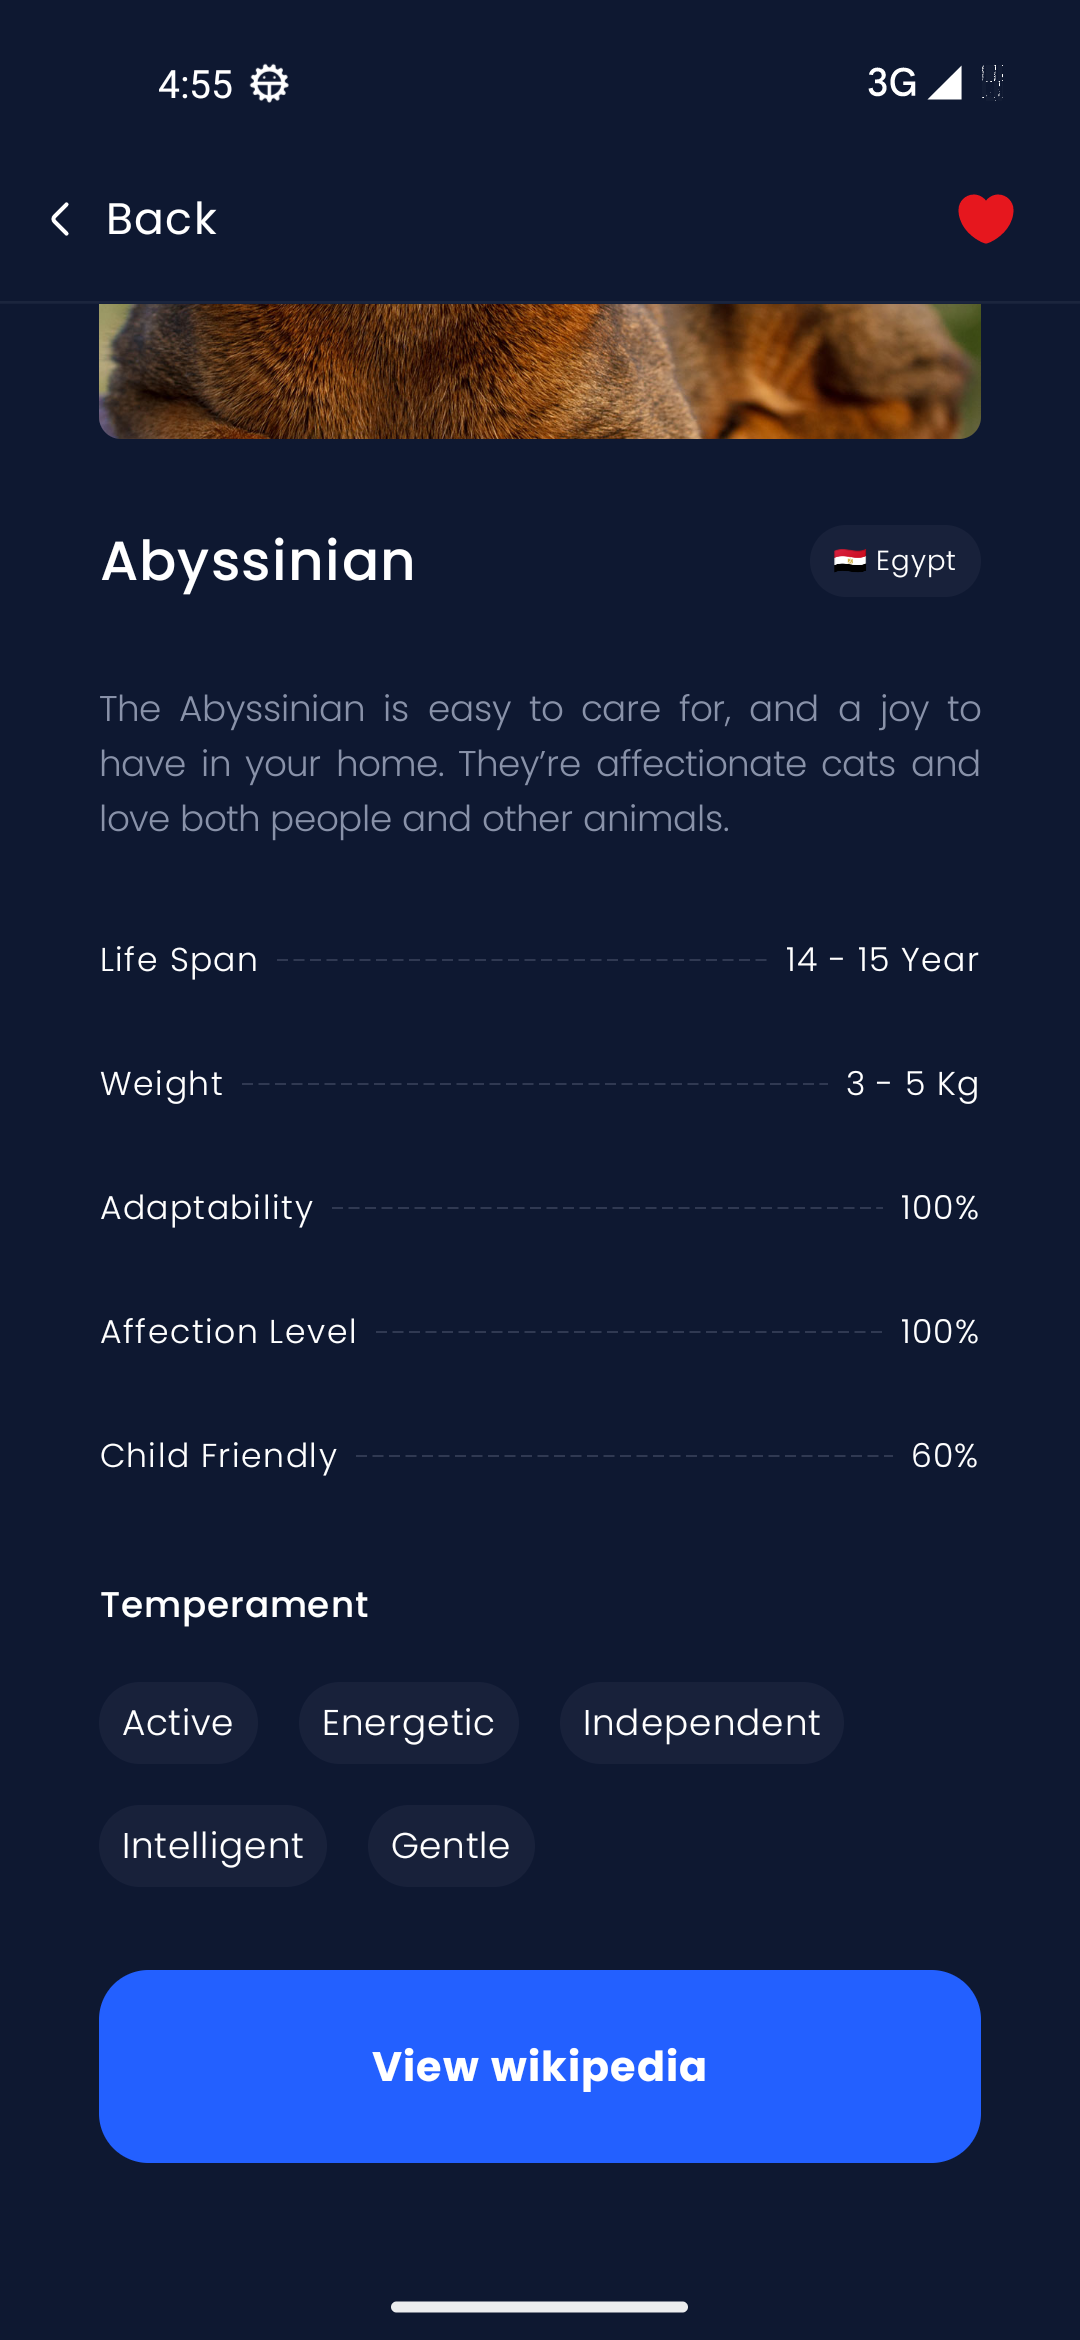 4:55
3G
Back
Abyssinian
Egypt
The Abyssinian is easy to care for, and a joy to
have in your home. They’re affectionate cats and
love both people and other animals.
Life Span 14 - 15 Year
Weight 3 - 5 Kg
Adaptability 100%
Affection Level 100%
Child Friendly 60%
Temperament
Active Energetic Independent
Intelligent Gentle
View wikipedia